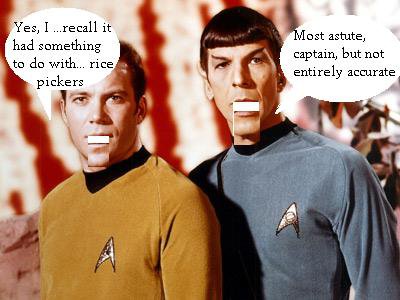 Yes, I ...recall it
had something
to do with... rice
pickers
Most astute,
captain, but not
entirely accurate